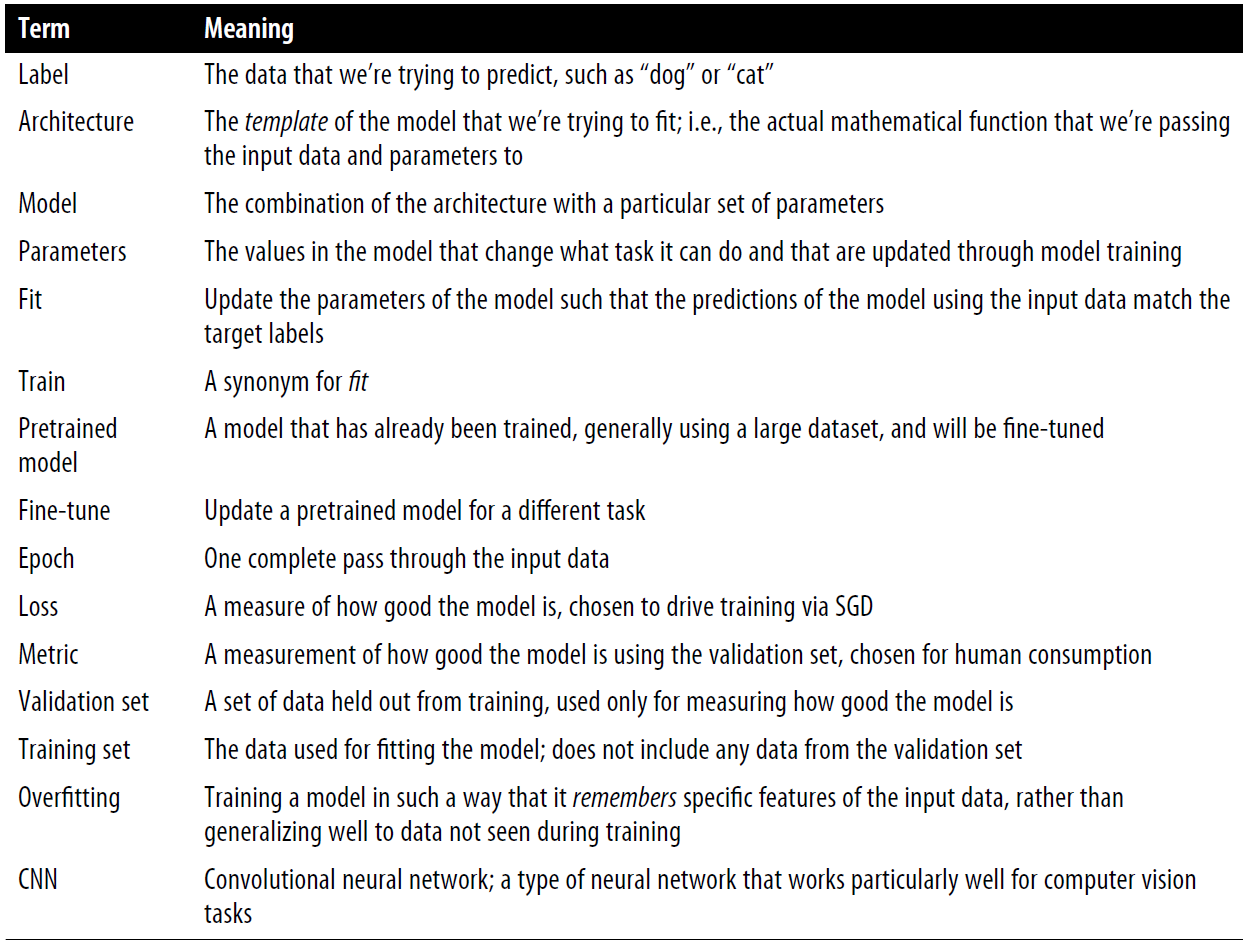 Term Meaning
Label The data that we’re trying to predict, such as “dog” or “cat”
Architecture The template of the model that we’re trying to fit; i.e., the actual mathematical function that we’re passing
the input data and parameters to
Model The combination of the architecture with a particular set of parameters
Parameters The values in the model that change what task it can do and that are updated through model training
Fit Update the parameters of the model such that the predictions of the model using the input data match the
target labels
Train A synonym for fit
Pretrained A model that has already been trained, generally using a large dataset, and will be fine-tuned
model
Fine-tune Update a pretrained model for a different task
Epoch One complete pass through the input data
Loss A measure of how good the model is, chosen to drive training via SGD
Metric A measurement of how good the model is using the validation set, chosen for human consumption
Validation set A set of data held out from training, used only for measuring how good the model is
Training set The data used for fitting the model; does not include any data from the validation set
Overfitting Training a model in such a way that it remembers specific features of the input data, rather than
generalizing well to data not seen during training
CNN Convolutional neural network; a type of neural network that works particularly well for computer vision
tasks